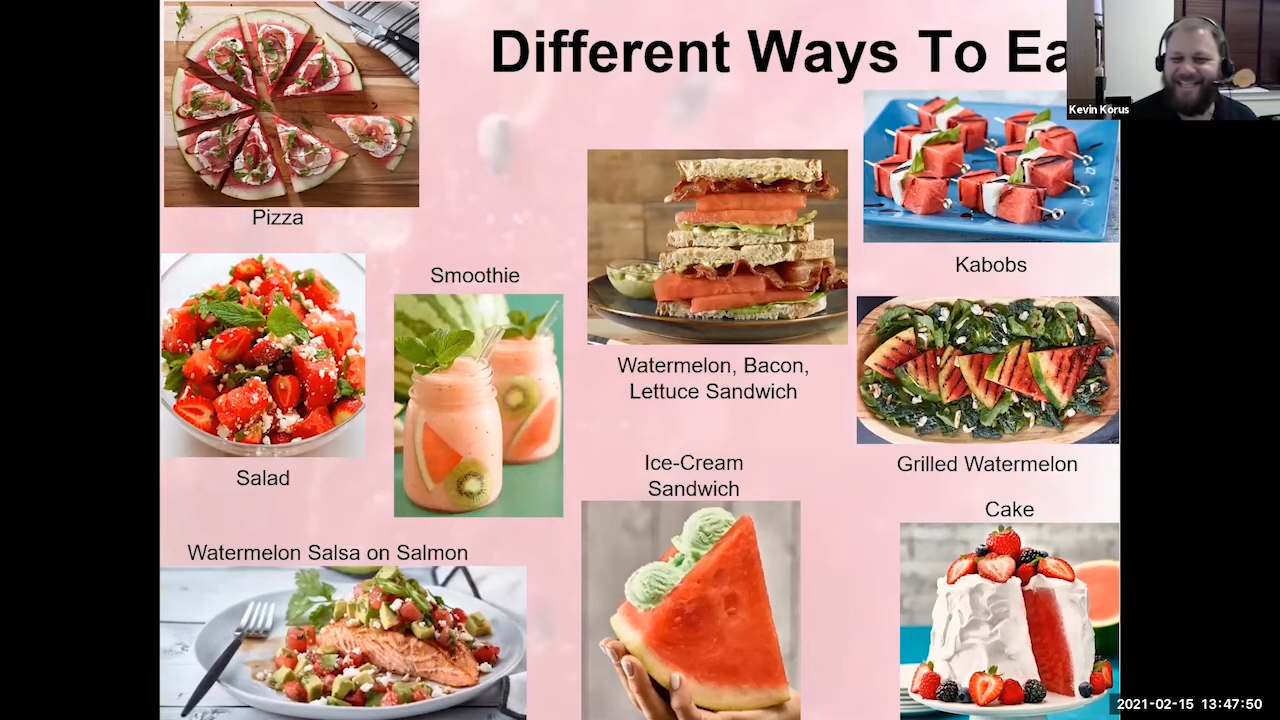 Different Ways To Ea
Kevin Korus
Pizza
Kabobs
Smoothie
Watermelon, Bacon,
Lettuce Sandwich
Salad
Ice-Cream
Sandwich
Grilled Watermelon
Cake
Watermelon Salsa on Salmon
2021-02-15 13:47:50